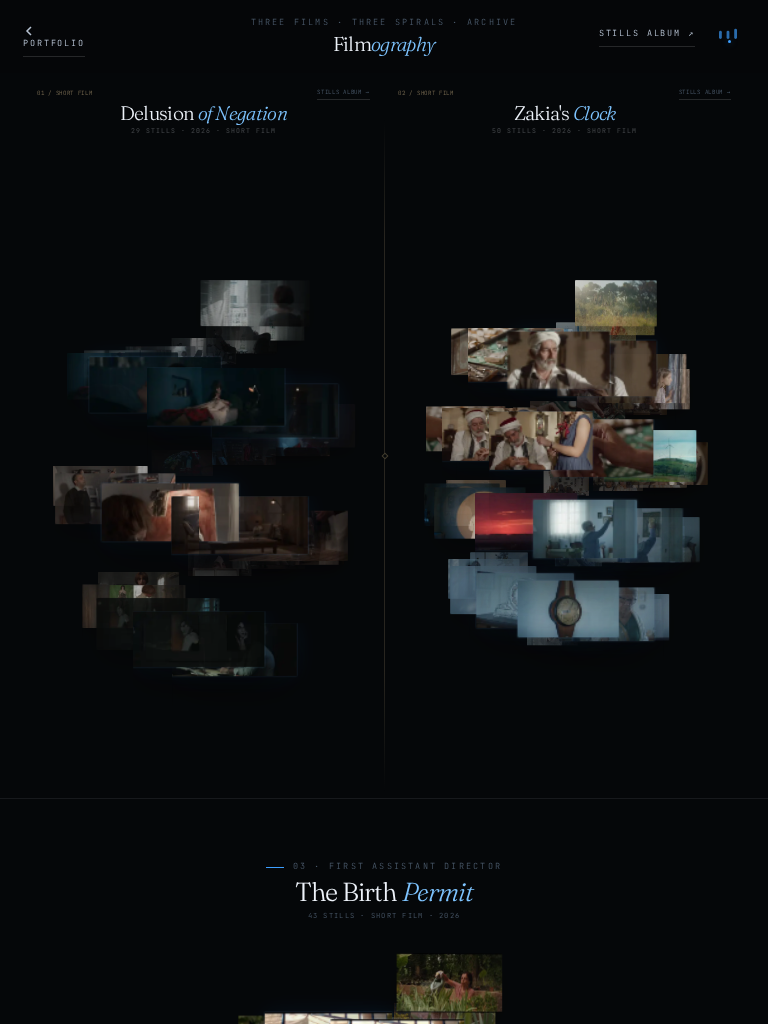 THREE FILMS · THREE SPIRALS · ARCHIVE
PORTFOLIO
Filmography
STILLS ALBUM ↗
01 / SHORT FILM
STILLS ALBUM →
Delusion of Negation
39 STILLS · 2026 · SHORT FILM
02 / SHORT FILM
STILLS ALBUM →
Zakia's Clock
50 STILLS · 2026 · SHORT FILM
03 · FIRST ASSISTANT DIRECTOR
The Birth Permit
43 STILLS · SHORT FILM · 2026